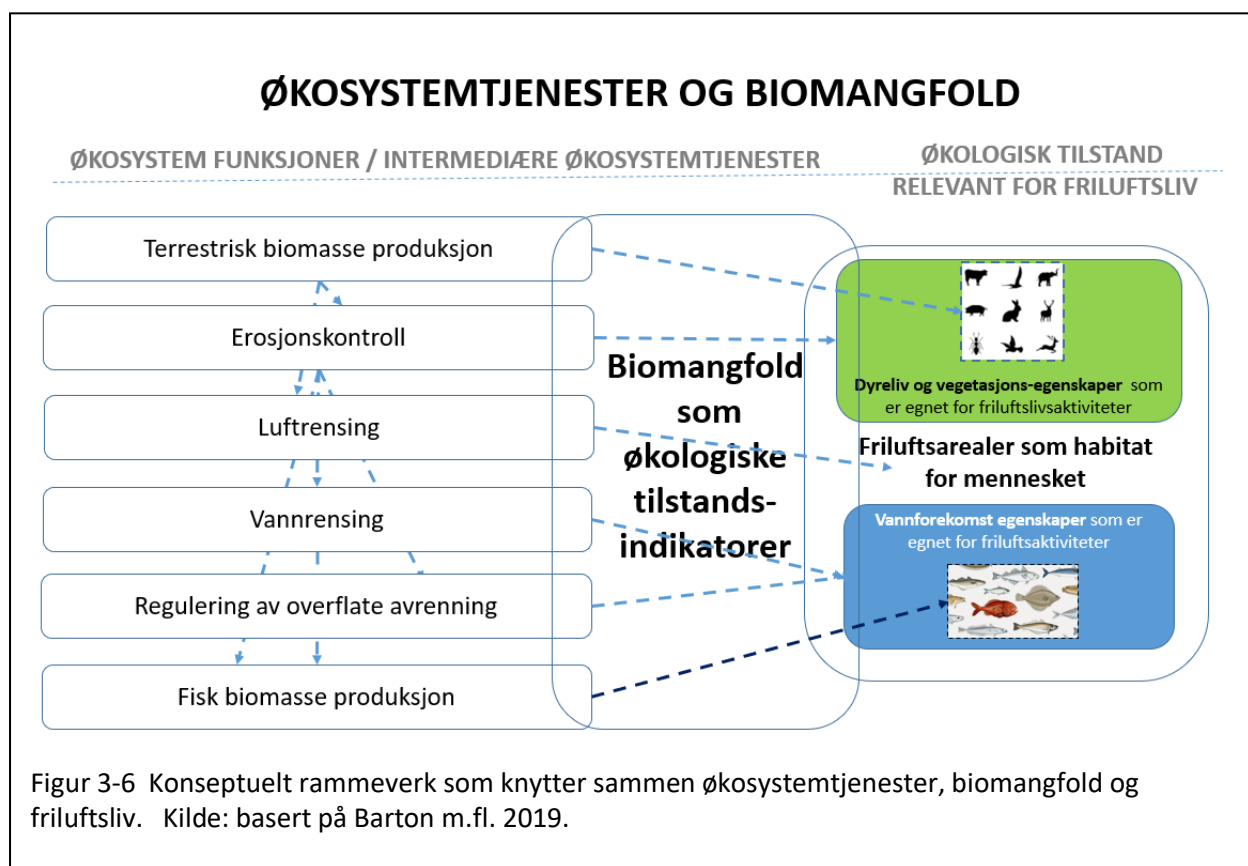 ØKOSYSTEMTJENESTER OG BIOMANGFOLD
ØKOSYSTEM FUNKSJONER / INTERMEDIÆRE ØKOSYSTEMTJENESTER
ØKOLOGISK TILSTAND
RELEVANT FOR FRILUFTSLIV
Terrestrisk biomasse produksjon
Erosjonskontroll
Luftrensing
Vannrensing
Regulering av overflate avrenning
Fisk biomasse produksjon
Biomangfold
som
økologiske
tilstands-
indikatorer
Dyreliv og vegetasjons-egenskaper som
er egnet for friluftslivsaktiviteter
Friluftsarealer som habitat
for mennesket
Vannforekomst egenskaper som er
egnet for friluftsaktiviteter
Figur 3-6 Konseptuelt rammeverk som knytter sammen økosystemtjenester, biomangfold og
friluftsliv. Kilde: basert på Barton m.fl. 2019.